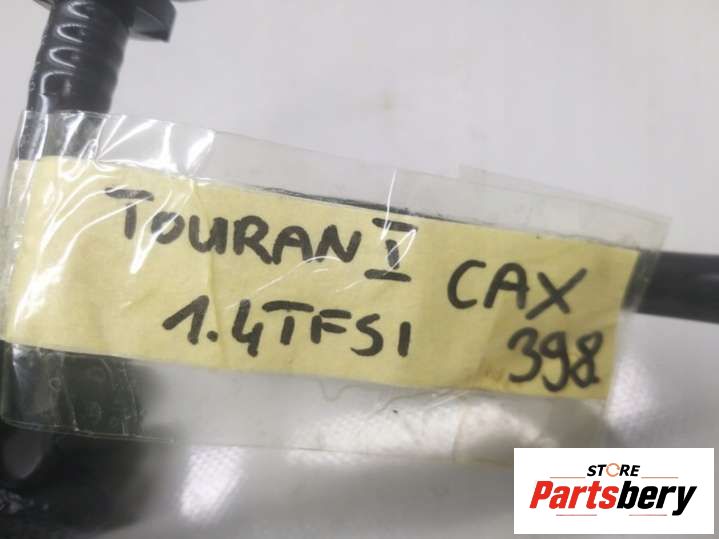 TOURAN I CAX
1.4TFSI 398
STORE
Partsbery